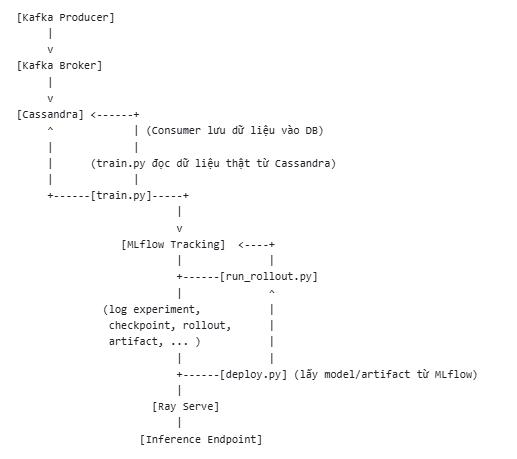 [Kafka Producer]
|
v
[Kafka Broker]
|
v
[Cassandra] <------+
^ | (Consumer lưu dữ liệu vào DB)
| |
| (train.py đọc dữ liệu thật từ Cassandra)
| |
+------[train.py]-----+
|
v
[MLflow Tracking] <----+
| |
+------[run_rollout.py]
| ^
(log experiment, |
checkpoint, rollout, |
artifact, ... ) |
| |
+------[deploy.py] (lấy model/artifact từ MLflow)
|
[Ray Serve]
|
[Inference Endpoint]